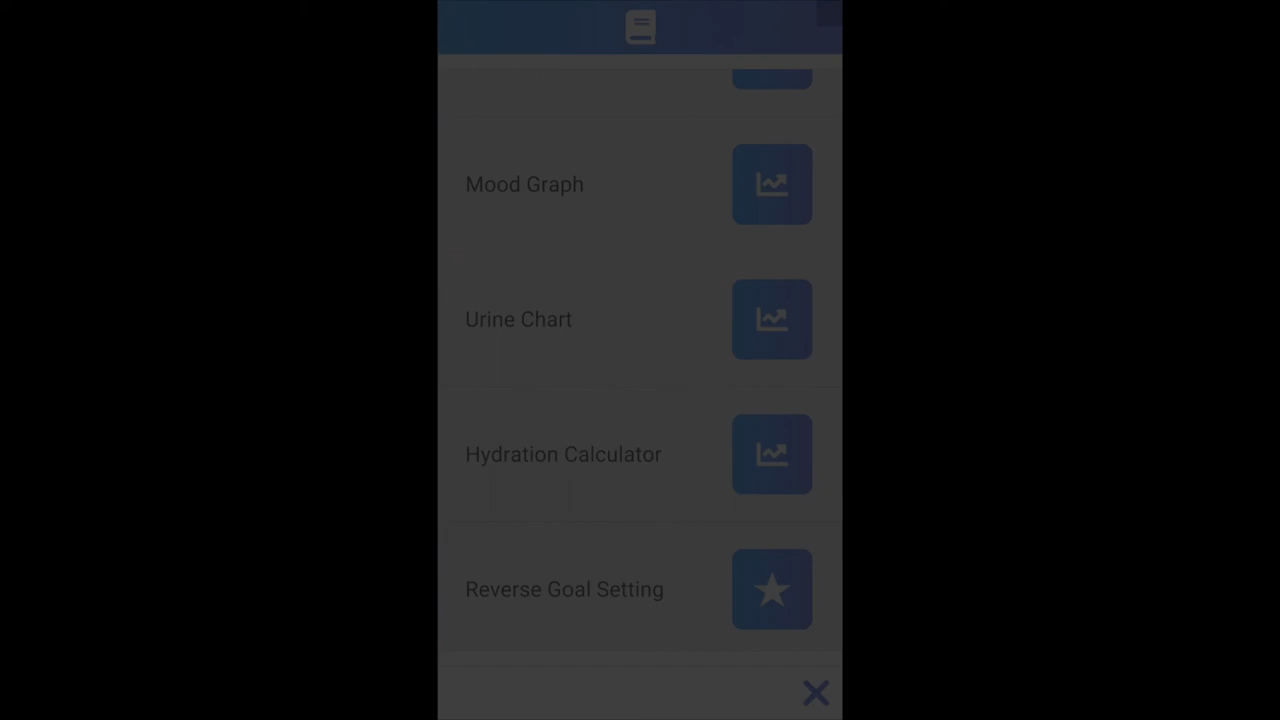 Mood Graph
Urine Chart
Hydration Calculator
Reverse Goal Setting